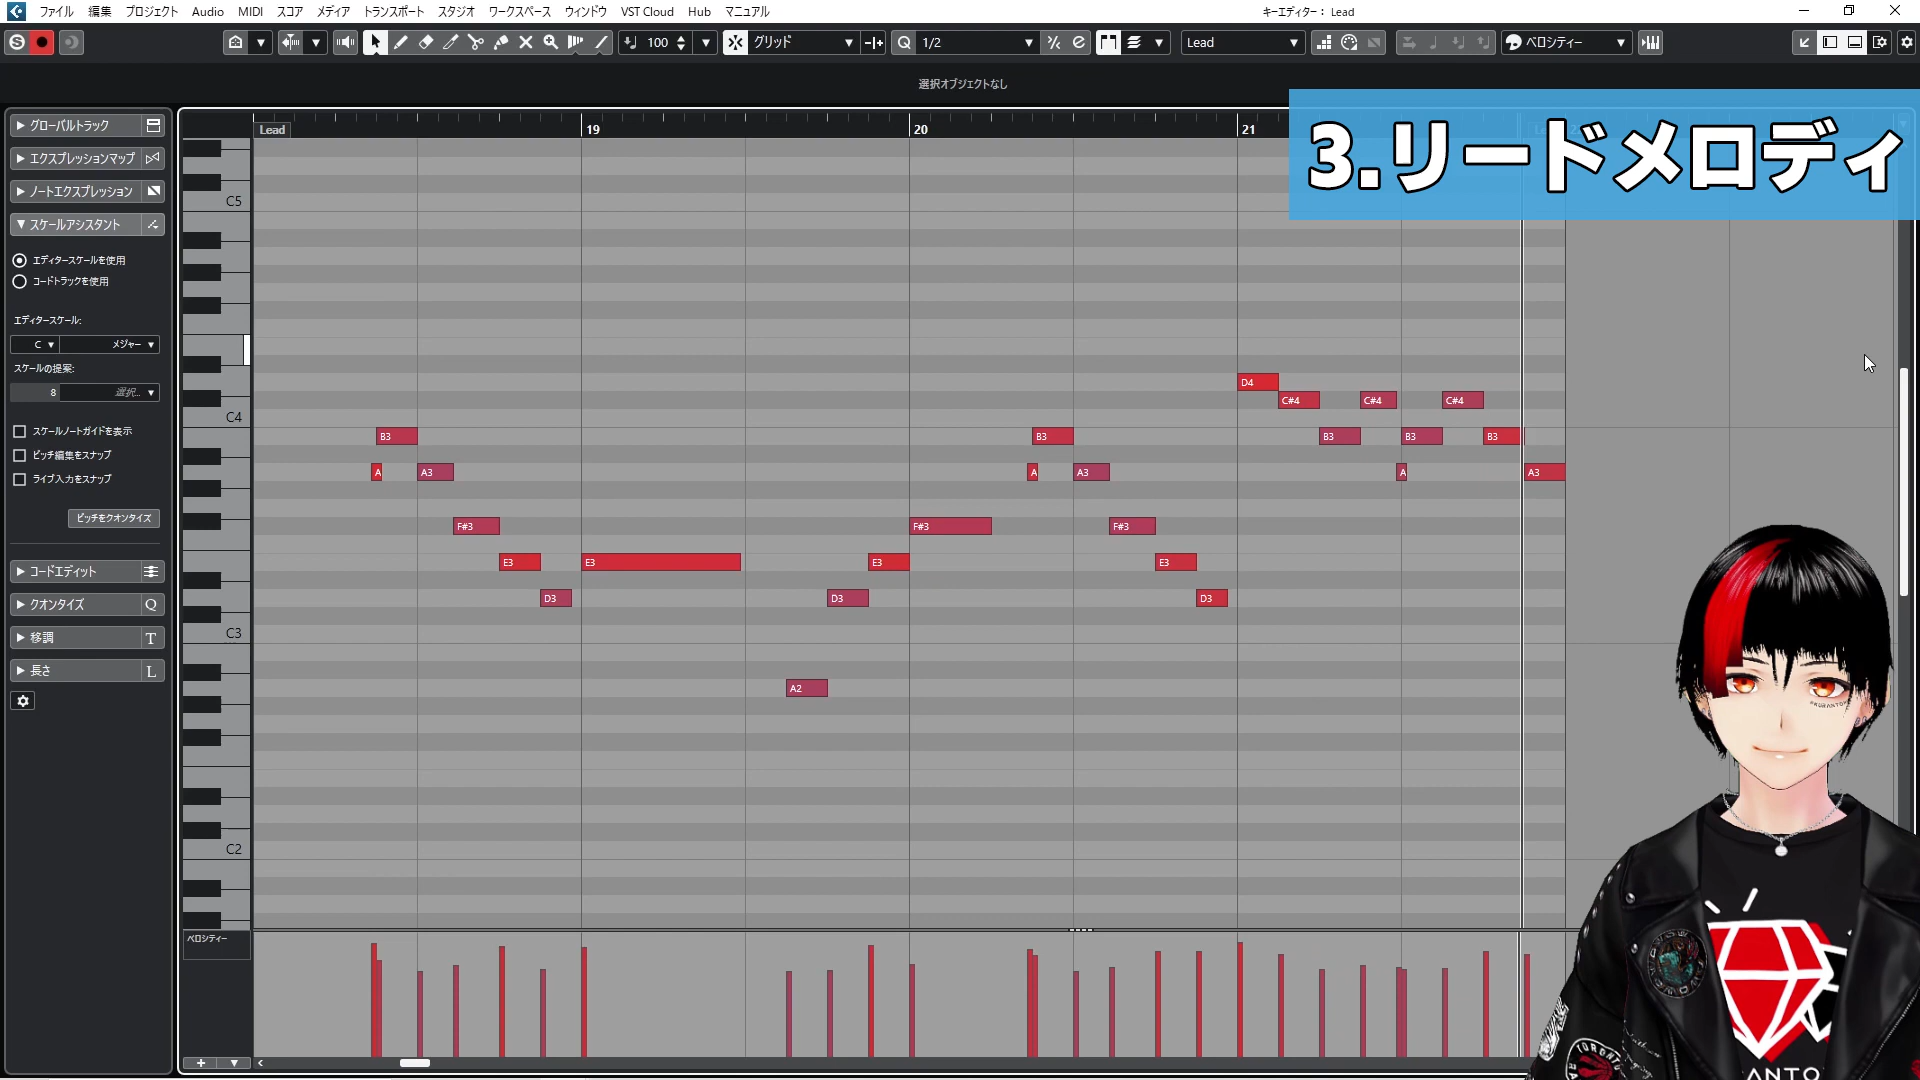 ファイル 編集 プロジェクト Audio MIDI スコア メディア トランスポート スタジオ ワークスペース ウィンドウ VST Cloud Hub マニュアル キーエディター： Lead
S 100 グリッド Q 1/2 Lead ベロシティー
選択オブジェクトなし
3.リードメロディ
グローバルトラック
エクスプレッションマップ
ノートエクスプレッション
スケールアシスタント
エディタースケールを使用
コードトラックを使用
エディタースケール:
C メジャー
スケールの提案:
8 選択...
スケールノートガイドを表示
ピッチ編集をスナップ
ライブ入力をスナップ
ピッチをクオンタイズ
コードエディット
クオンタイズ Q
移調 T
長さ L
Lead 19 20 21
C5
D4
C#4 C#4 C#4
C4
B3 B3 B3 B3 B3
A A3 A A3 A A3
F#3 F#3 F#3
E3 E3 E3 E3
D3 D3 D3
C3
A2
C2
ベロシティー
TORONTO
ANTO